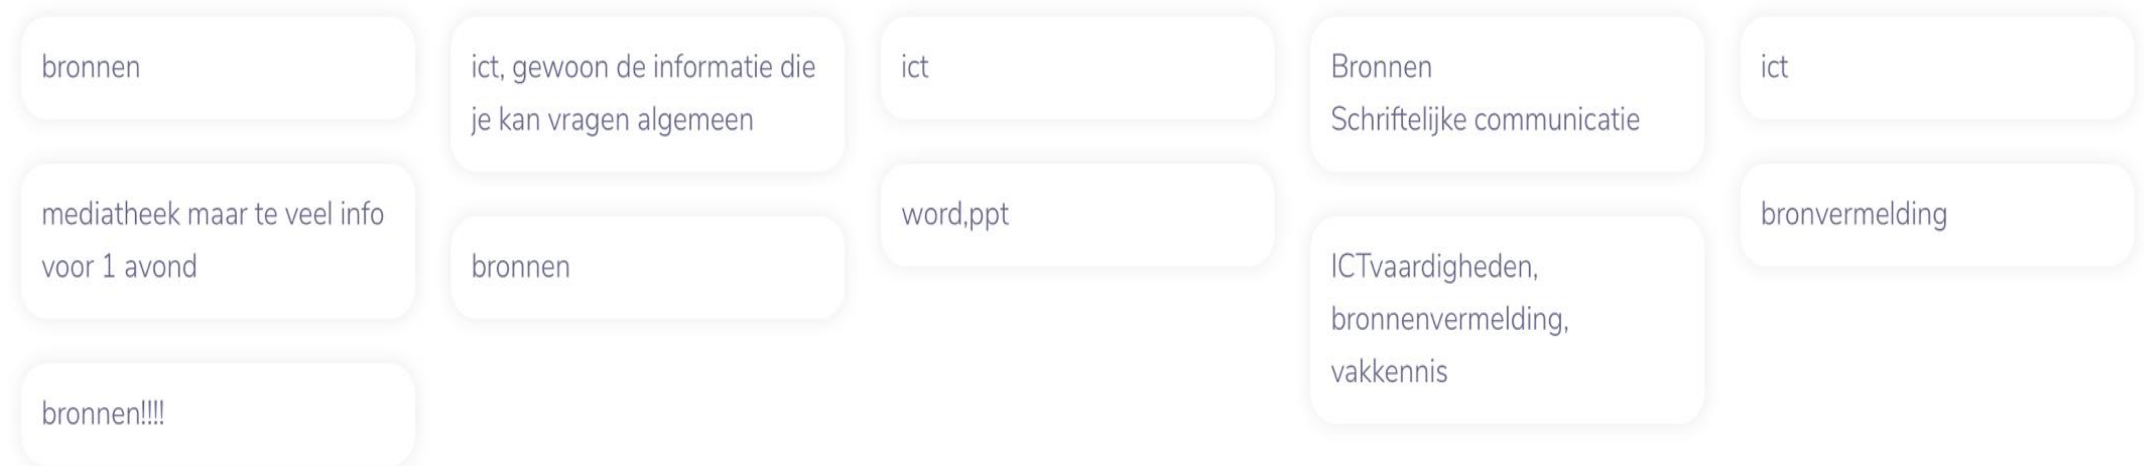 bronnen
mediatheek maar te veel info
voor 1 avond
bronnen!!!!
ict, gewoon de informatie die
je kan vragen algemeen
bronnen
ict
word,ppt
Bronnen
Schriftelijke communicatie
ICTvaardigheden,
bronnenvermelding,
vakkennis
ict
bronvermelding